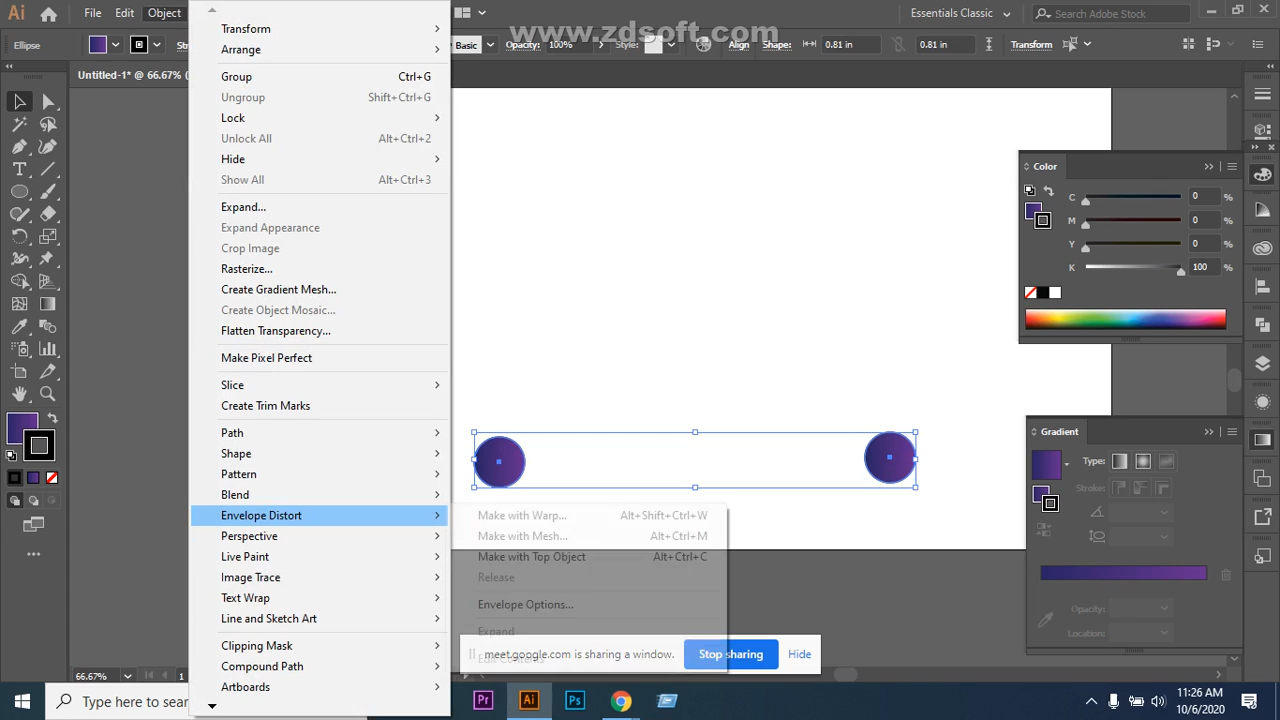 Ai File Edit Object Essentials Classic Search Adobe Stock
www.zdsoft.com
Ellipse Basic Opacity: 100% Style: Align Shape: 0.81 in 0.81 in Transform
Untitled-1* @ 66.67%
Transform
Arrange
Group Ctrl+G
Ungroup Shift+Ctrl+G
Lock
Unlock All Alt+Ctrl+2
Hide
Show All Alt+Ctrl+3
Expand...
Expand Appearance
Crop Image
Rasterize...
Create Gradient Mesh...
Create Object Mosaic...
Flatten Transparency...
Make Pixel Perfect
Slice
Create Trim Marks
Path
Shape
Pattern
Blend
Envelope Distort
Perspective
Live Paint
Image Trace
Text Wrap
Line and Sketch Art
Clipping Mask
Compound Path
Artboards
Make with Warp... Alt+Shift+Ctrl+W
Make with Mesh... Alt+Ctrl+M
Make with Top Object Alt+Ctrl+C
Release
Envelope Options...
Expand
meet.google.com is sharing a window. Stop sharing Hide
Color
C 0 %
M 0 %
Y 0 %
K 100 %
Gradient
Type:
Stroke:
Opacity:
Location:
66.67% 1
Type here to sear
Pr Ai Ps
11:26 AM
10/6/2020